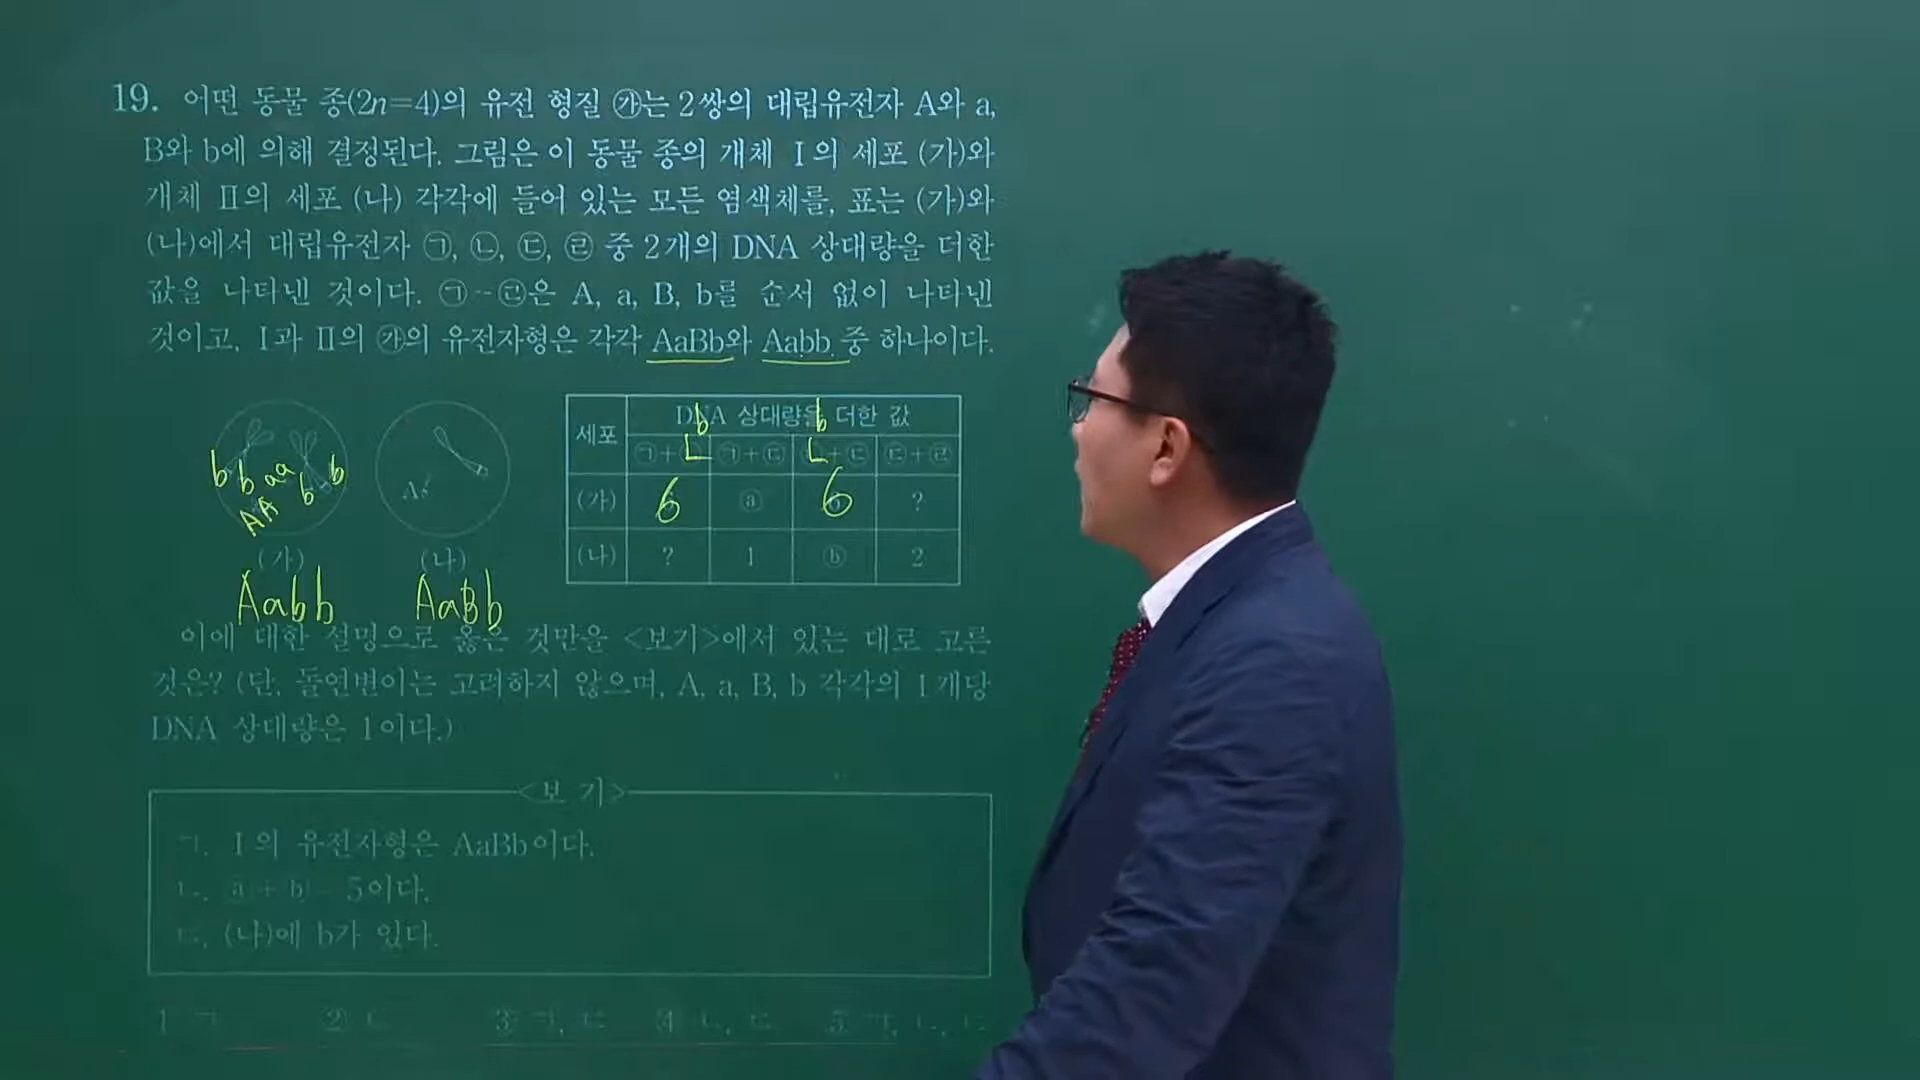 19. 어떤 동물 종(2n=4)의 유전 형질 ㉮는 2쌍의 대립유전자 A와 a,
B와 b에 의해 결정된다. 그림은 이 동물 종의 개체 Ⅰ의 세포 (가)와
개체 Ⅱ의 세포 (나) 각각에 들어 있는 모든 염색체를, 표는 (가)와
(나)에서 대립유전자 ㉠, ㉡, ㉢, ㉣ 중 2개의 DNA 상대량을 더한
값을 나타낸 것이다. ㉠~㉣은 A, a, B, b를 순서 없이 나타낸
것이고, Ⅰ과 Ⅱ의 ㉮의 유전자형은 각각 AaBb와 Aabb 중 하나이다.
b b aa b b
AA
A
(가) (나)
Aabb AaBb
세포 DNA 상대량을 더한 값
b b
㉠+ ㄴ ㉠+㉢ ㄴ +㉢ ㉢+㉣
(가) 6 ⓐ 6 ?
(나) ? 1 ⓑ 2
이에 대한 설명으로 옳은 것만을 <보기>에서 있는 대로 고른
것은? (단, 돌연변이는 고려하지 않으며, A, a, B, b 각각의 1개당
DNA 상대량은 1이다.)
<보 기>
ㄱ. Ⅰ의 유전자형은 AaBb이다.
ㄴ. ⓐ+ⓑ=5이다.
ㄷ. (나)에 b가 있다.
① ㄱ ② ㄴ ③ ㄱ, ㄷ ④ ㄴ, ㄷ ⑤ ㄱ, ㄴ, ㄷ